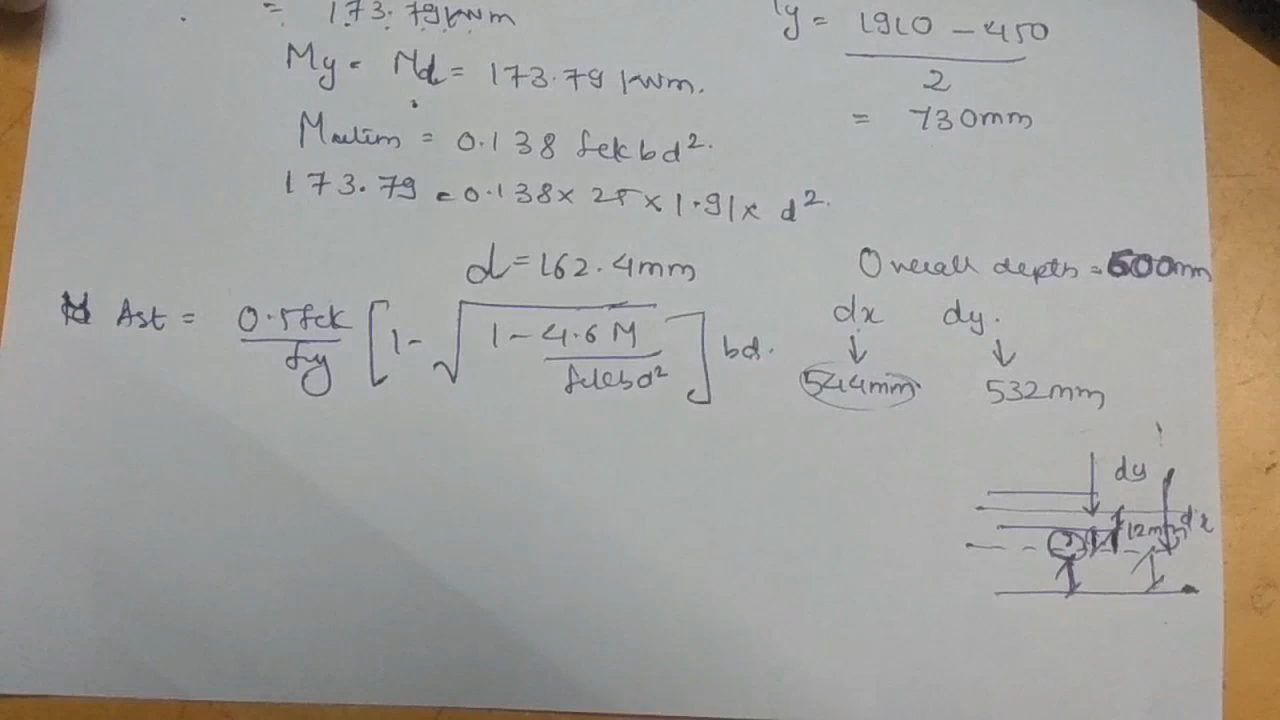 = 173.79 kNm
My = Md = 173.79 kNm.
Mulim = 0.138 fck bd².
173.79 = 0.138 × 25 × 1.91 × d²
d = 162.4mm
Ast = 0.5fck / fy [1 - √(1 - 4.6 M / fckbd²)] bd.
ly = 1910 - 450 / 2
= 730mm
Overall depth = 600mm
dx dy.
↓ ↓
544mm 532mm
dy
12mm dx